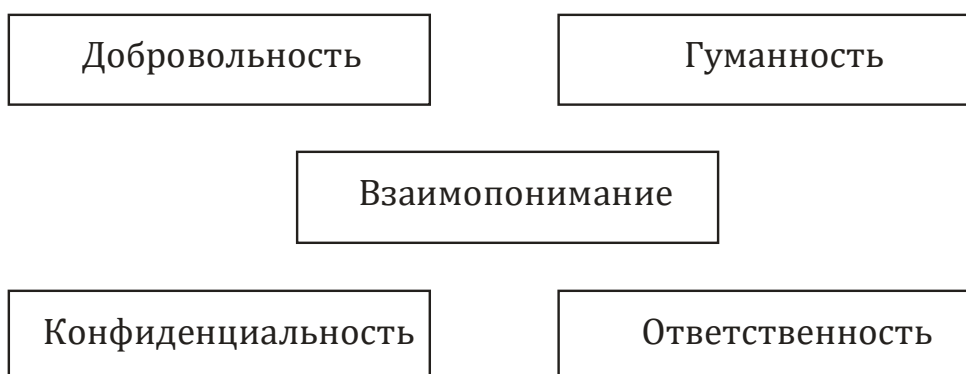 Добровольность
Гуманность
Взаимопонимание
Конфиденциальность
Ответственность